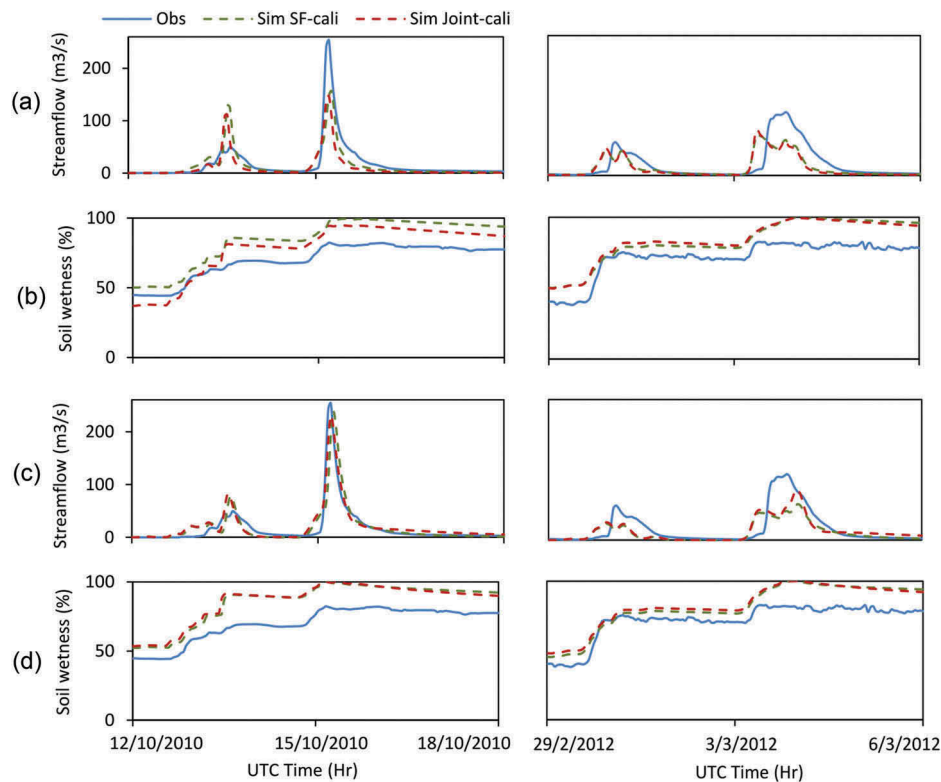 Obs Sim SF-cali Sim Joint-cali
(a)
Streamflow (m3/s)
200
100
0
(b)
Soil wetness (%)
100
50
0
(c)
Streamflow (m3/s)
200
100
0
(d)
Soil wetness (%)
100
50
0
12/10/2010 15/10/2010 18/10/2010 29/2/2012 3/3/2012 6/3/2012
UTC Time (Hr) UTC Time (Hr)